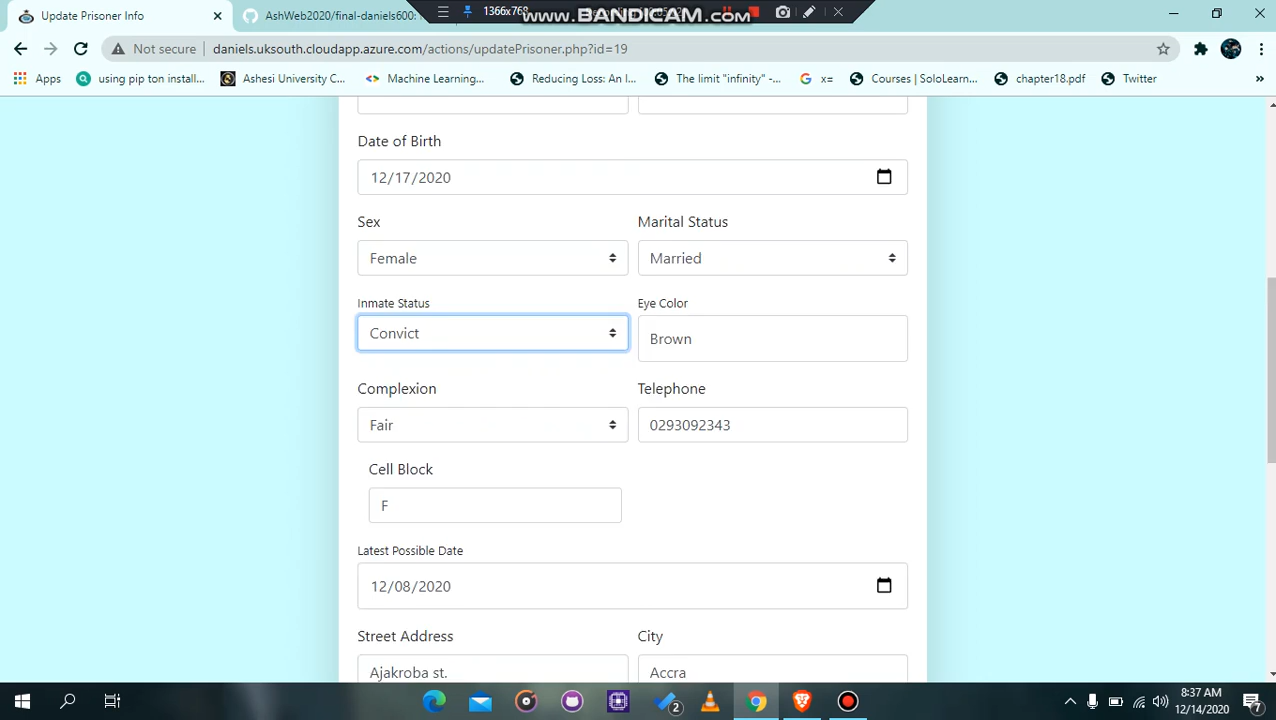 Update Prisoner Info
AshWeb2020/final-daniels600:
1366x768
www.BANDICAM.com
Not secure
daniels.uksouth.cloudapp.azure.com/actions/updatePrisoner.php?id=19
Apps
using pip ton install...
Ashesi University C...
Machine Learning...
Reducing Loss: An I...
The limit "infinity" -...
x=
Courses | SoloLearn...
chapter18.pdf
Twitter
»
Date of Birth
12/17/2020
Sex
Marital Status
Female
Married
Inmate Status
Eye Color
Convict
Brown
Complexion
Telephone
Fair
0293092343
Cell Block
F
Latest Possible Date
12/08/2020
Street Address
City
Ajakroba st.
Accra
2
8:37 AM
12/14/2020
7